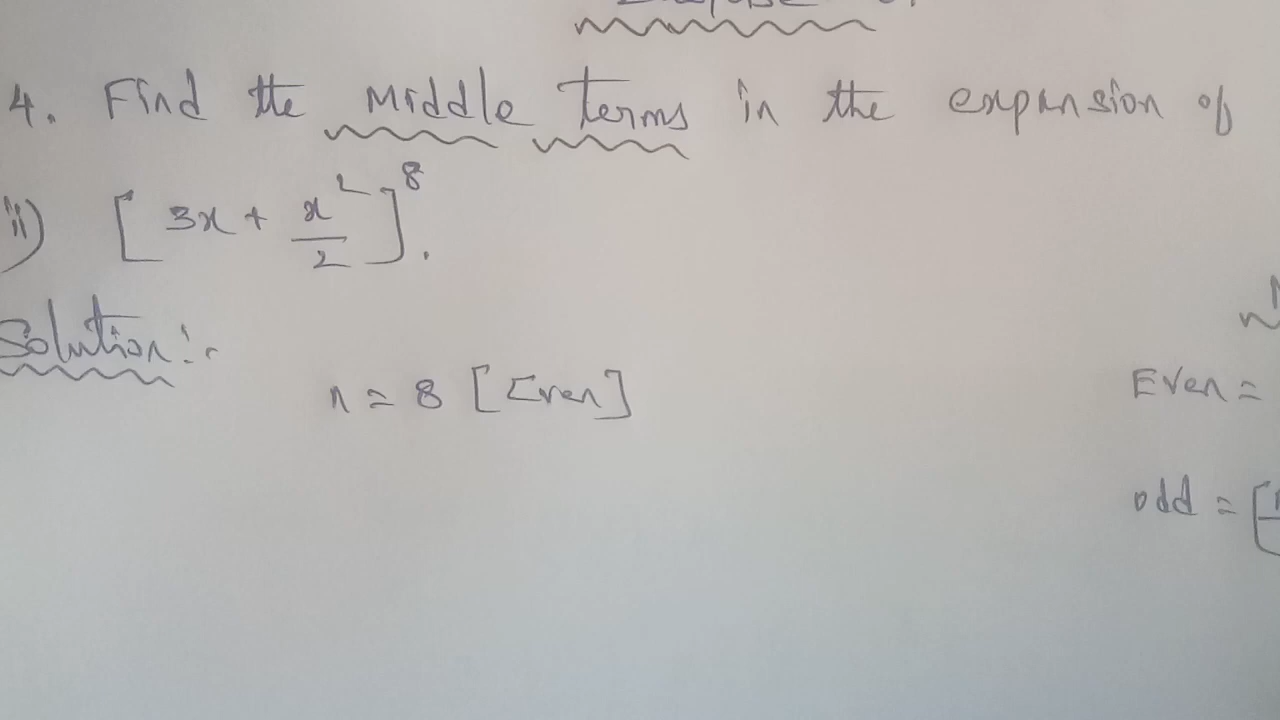 4. Find the Middle terms in the expansion of
ii) [3x + x²/2]⁸.
Solution:-
n = 8 [Even]
Even =
odd =